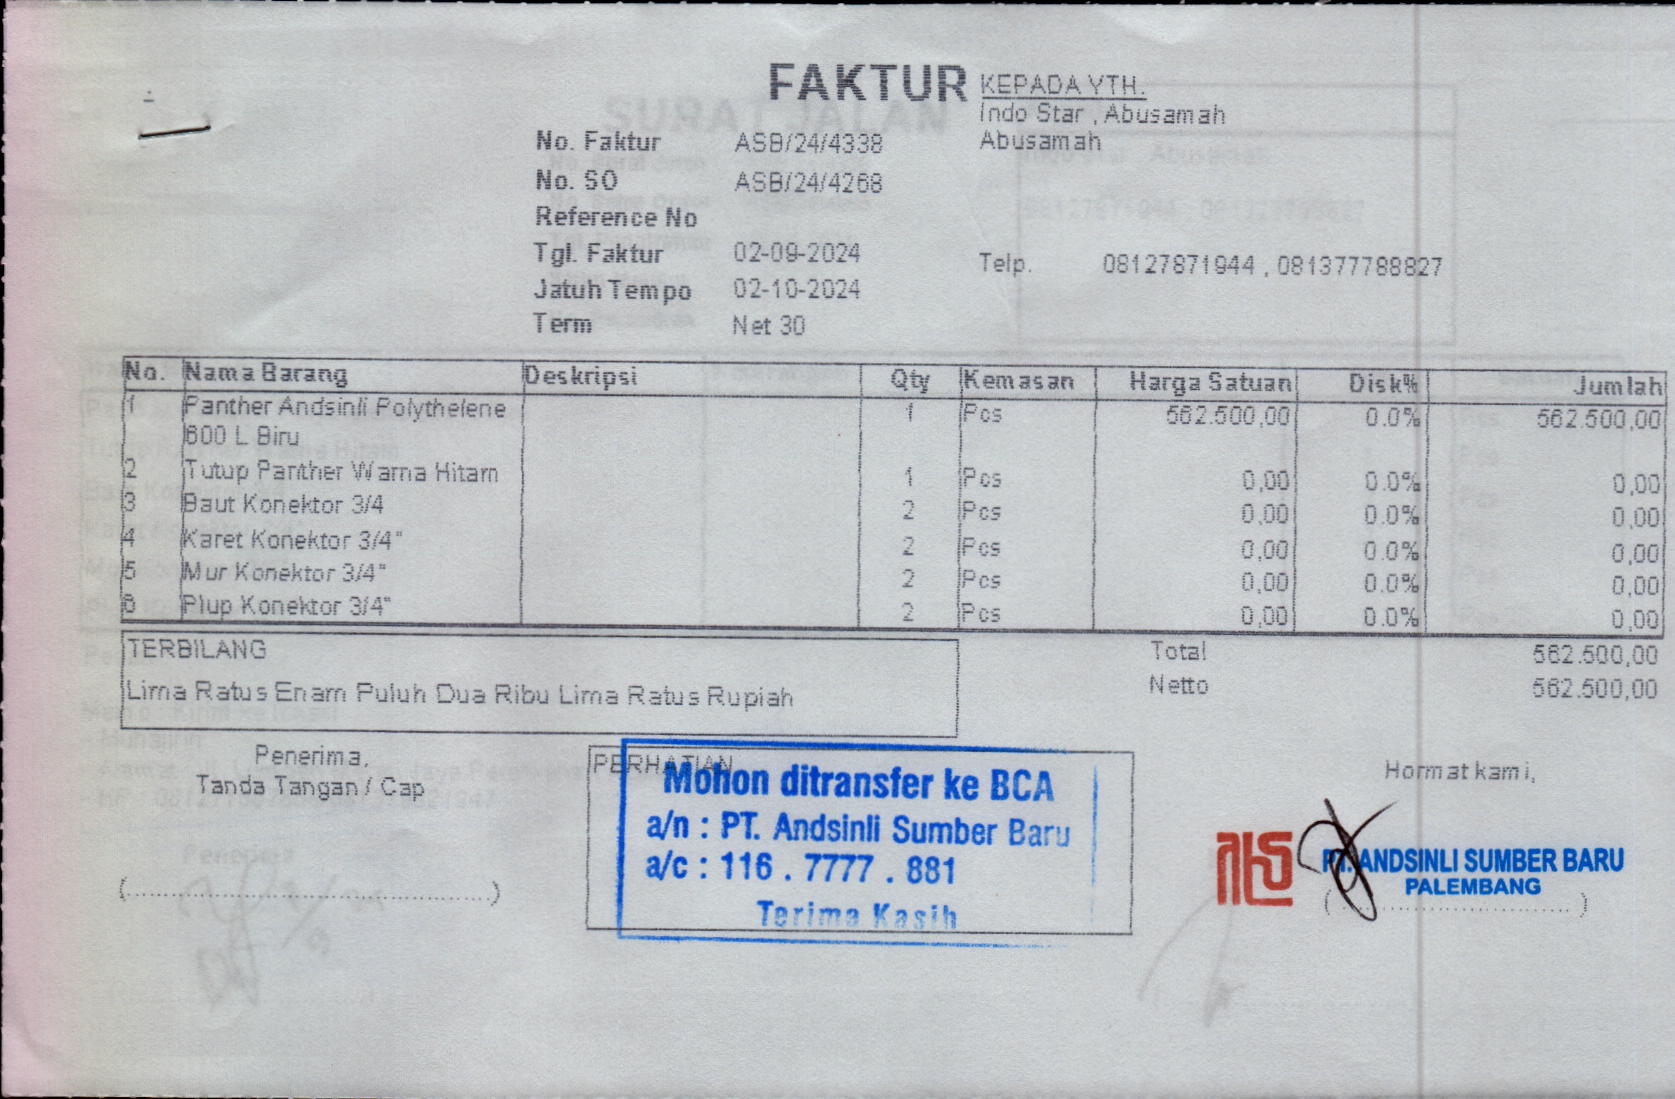 FAKTUR
KEPADA YTH.
Indo Star , Abusamah
Abusamah
No. Faktur ASB/24/4338
No. SO ASB/24/4268
Reference No
Tgl. Faktur 02-09-2024
Jatuh Tempo 02-10-2024
Term Net 30
Telp. 08127871944 , 081377788827
No. Nama Barang Deskripsi Qty Kemasan Harga Satuan Disk% Jumlah
1 Panther Andsinli Polythelene 1 Pcs 562.500,00 0.0% 562.500,00
600 L Biru
2 Tutup Panther Warna Hitam 1 Pcs 0,00 0.0% 0,00
3 Baut Konektor 3/4 2 Pcs 0,00 0.0% 0,00
4 Karet Konektor 3/4" 2 Pcs 0,00 0.0% 0,00
5 Mur Konektor 3/4" 2 Pcs 0,00 0.0% 0,00
6 Plup Konektor 3/4" 2 Pcs 0,00 0.0% 0,00
TERBILANG
Lima Ratus Enam Puluh Dua Ribu Lima Ratus Rupiah
Total 562.500,00
Netto 562.500,00
Penerima,
Tanda Tangan / Cap
PERHATIAN
Mohon ditransfer ke BCA
a/n : PT. Andsinli Sumber Baru
a/c : 116 . 7777 . 881
Terima Kasih
Hormat kami,
PT. ANDSINLI SUMBER BARU
PALEMBANG
SURAT JALAN